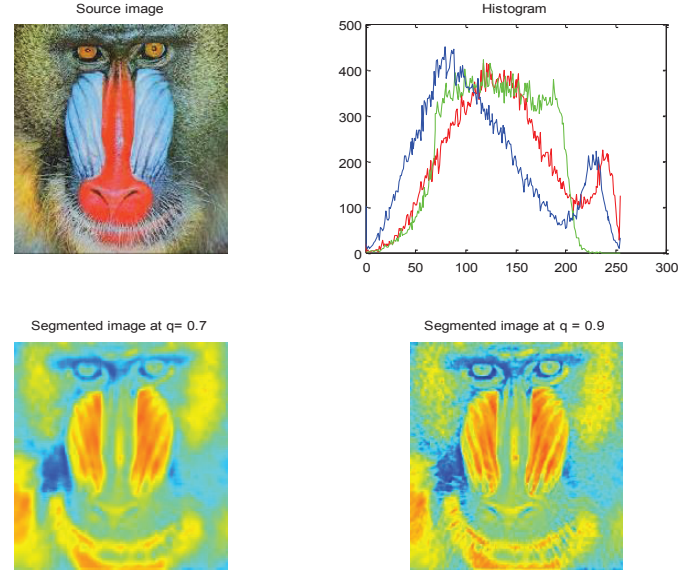 Source image
Histogram
500
400
300
200
100
0
0 50 100 150 200 250 300
Segmented image at q= 0.7
Segmented image at q = 0.9